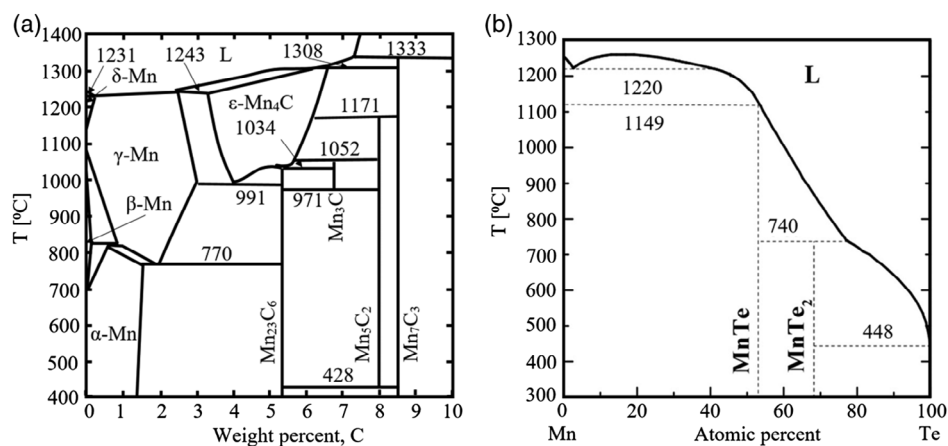 (a)
1400
1300
1200
1100
1000
900
800
700
600
500
400
T [ºC]
1231
1243
L
1308
1333
δ-Mn
ε-Mn₄C
1171
1034
1052
γ-Mn
991
971
Mn₃C
β-Mn
770
α-Mn
Mn₂₃C₆
Mn₅C₂
Mn₇C₃
428
0 1 2 3 4 5 6 7 8 9 10
Weight percent, C
(b)
1300
1200
1100
1000
900
800
700
600
500
400
300
T [ºC]
L
1220
1149
740
MnTe
MnTe₂
448
0 20 40 60 80 100
Mn Atomic percent Te